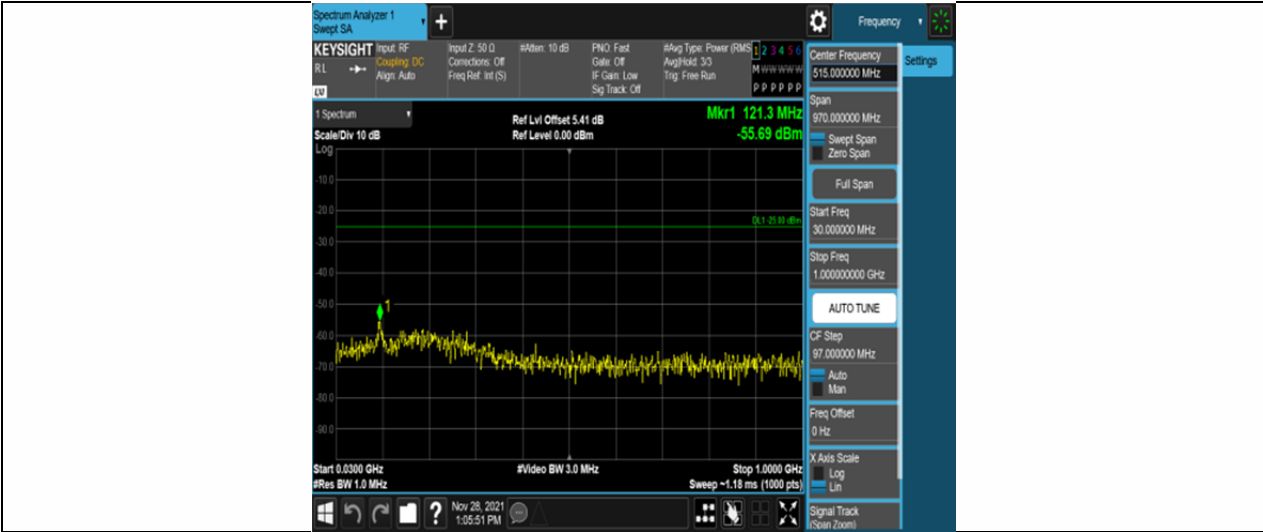 Spectrum Analyzer 1
Swept SA
+
Frequency
KEYSIGHT
Input: RF
Coupling: DC
Align: Auto
Input Z: 50 Ω
Corrections: Off
Freq Ref: Int (S)
#Atten: 10 dB
PNO: Fast
Gate: Off
IF Gain: Low
Sig Track: Off
#Avg Type: Power (RMS
Avg|Hold: 3/3
Trig: Free Run
1 2 3 4 5 6
M W W W W W
P P P P P P
RL
LV
1 Spectrum
Scale/Div 10 dB
Ref Lvl Offset 5.41 dB
Ref Level 0.00 dBm
Mkr1 121.3 MHz
-55.69 dBm
Log
-10.0
-20.0
-30.0
-40.0
-50.0
-60.0
-70.0
-80.0
-90.0
DL1 -25.00 dBm
1
Start 0.0300 GHz
#Res BW 1.0 MHz
#Video BW 3.0 MHz
Stop 1.0000 GHz
Sweep ~1.18 ms (1000 pts)
?
Nov 28, 2021
1:05:51 PM
Center Frequency
515.000000 MHz
Settings
Span
970.000000 MHz
Swept Span
Zero Span
Full Span
Start Freq
30.000000 MHz
Stop Freq
1.000000000 GHz
AUTO TUNE
CF Step
97.000000 MHz
Auto
Man
Freq Offset
0 Hz
X Axis Scale
Log
Lin
Signal Track
(Span Zoom)